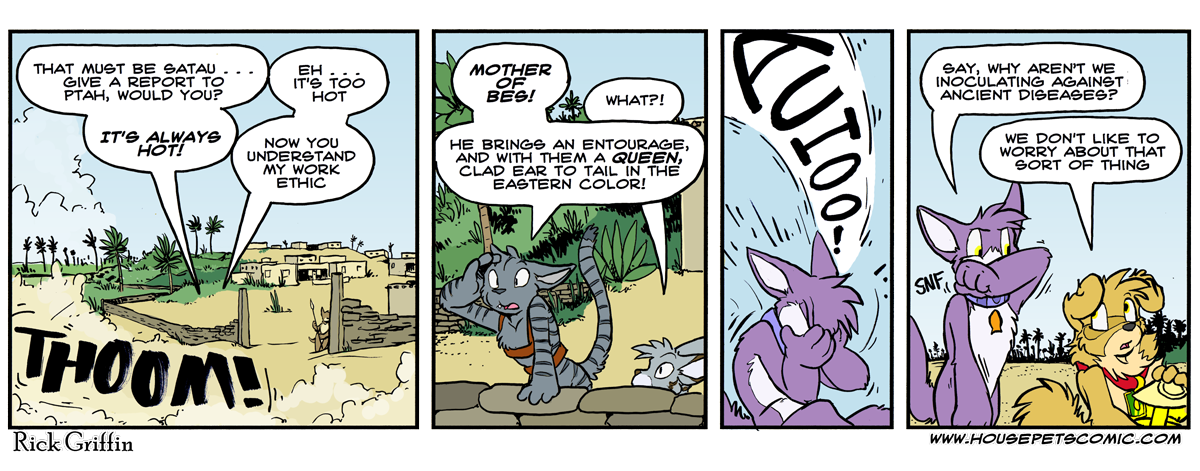 THAT MUST BE SATAU . . .
GIVE A REPORT TO
PTAH, WOULD YOU?
EH . . .
IT'S TOO
HOT
IT'S ALWAYS
HOT!
NOW YOU
UNDERSTAND
MY WORK
ETHIC
THOOM!
MOTHER
OF
BES!
WHAT?!
HE BRINGS AN ENTOURAGE,
AND WITH THEM A QUEEN,
CLAD EAR TO TAIL IN THE
EASTERN COLOR!
AUIOO!
SAY, WHY AREN'T WE
INOCULATING AGAINST
ANCIENT DISEASES?
WE DON'T LIKE TO
WORRY ABOUT THAT
SORT OF THING
SNF
Rick Griffin
WWW.HOUSEPETSCOMIC.COM